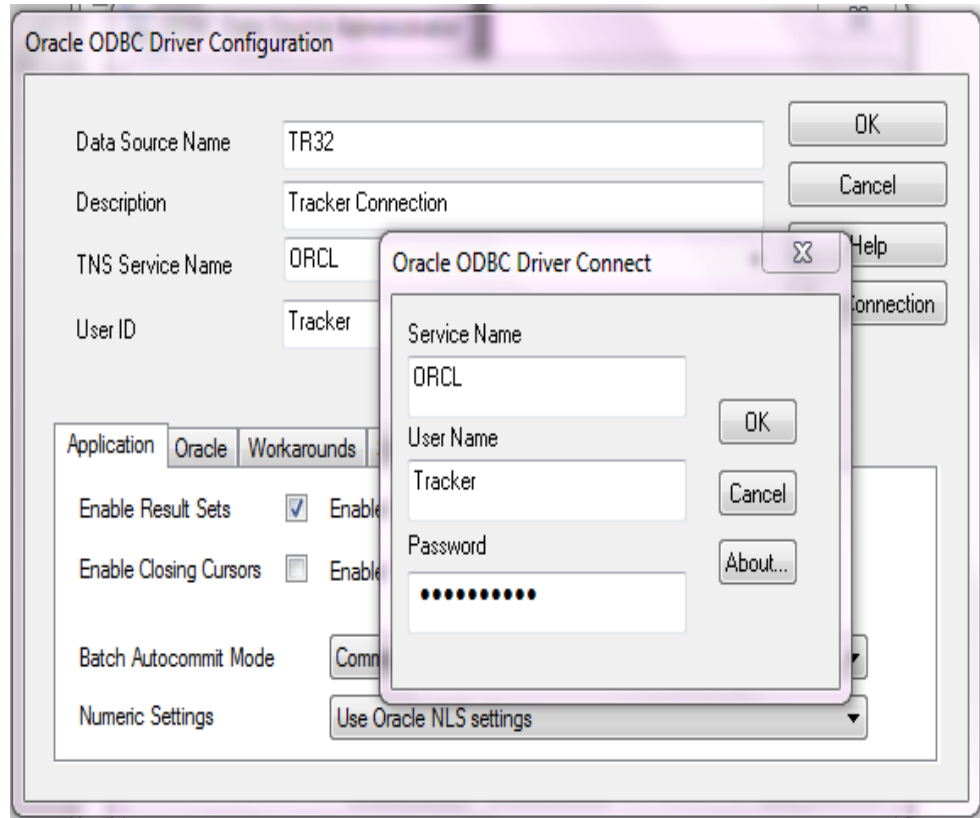 Oracle ODBC Driver Configuration
Data Source Name TR32
OK
Description Tracker Connection
Cancel
TNS Service Name ORCL
Help
User ID Tracker
Connection
Application Oracle Workarounds
Enable Result Sets Enable
Enable Closing Cursors Enable
Batch Autocommit Mode
Numeric Settings Use Oracle NLS settings
Oracle ODBC Driver Connect
Service Name
ORCL
OK
User Name
Tracker
Cancel
Password
••••••••••
About...